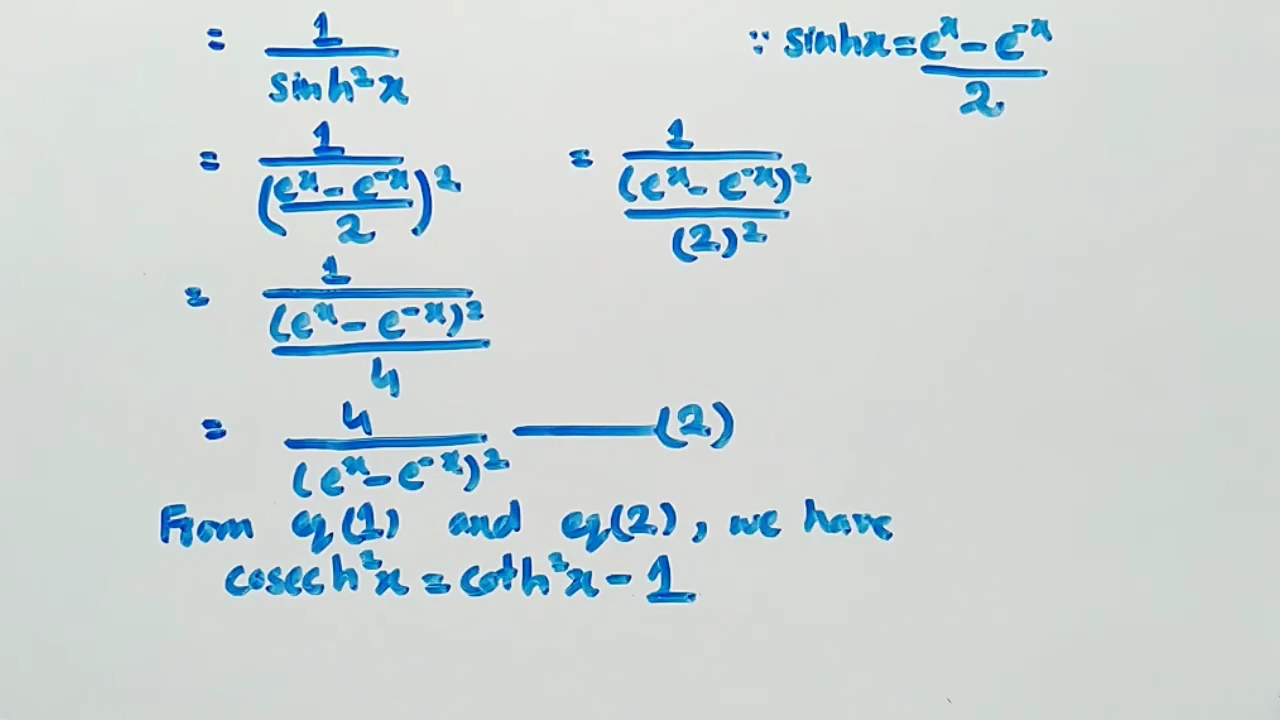 = 1/sinh²x ∵ sinhx = (eˣ - e⁻ˣ)/2
= 1/((eˣ - e⁻ˣ)/2)² = 1/((eˣ - e⁻ˣ)²/(2)²)
= 1/((eˣ - e⁻ˣ)²/4)
= 4/(eˣ - e⁻ˣ)² —— (2)
From eq(1) and eq(2), we have
cosech²x = coth²x - 1